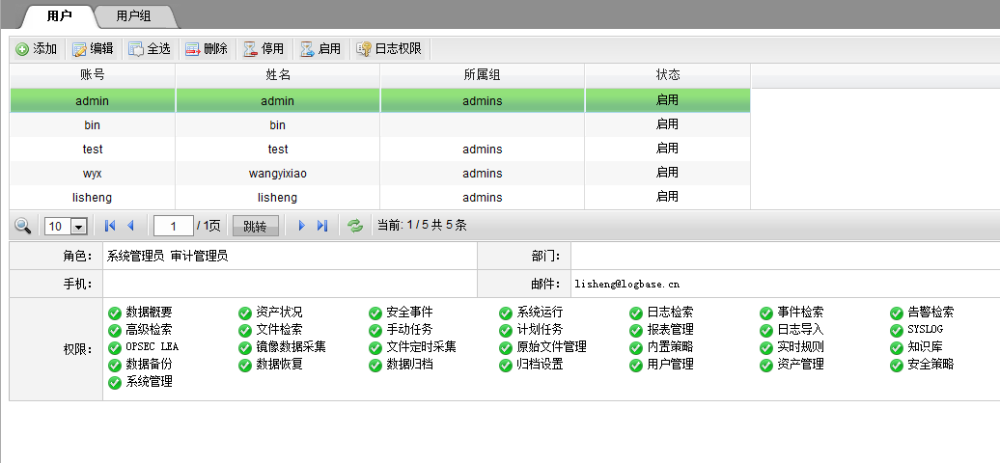 用户 用户组
添加 编辑 全选 删除 停用 启用 日志权限
账号 姓名 所属组 状态
admin admin admins 启用
bin bin 启用
test test admins 启用
wyx wangyixiao admins 启用
lisheng lisheng admins 启用
10 1 / 1页 跳转 当前: 1 / 5 共 5 条
角色: 系统管理员 审计管理员 部门:
手机: 邮件: lisheng@logbase.cn
数据概要 资产状况 安全事件 系统运行 日志检索 事件检索 告警检索
高级检索 文件检索 手动任务 计划任务 报表管理 日志导入 SYSLOG
权限: OPSEC LEA 镜像数据采集 文件定时采集 原始文件管理 内置策略 实时规则 知识库
数据备份 数据恢复 数据归档 归档设置 用户管理 资产管理 安全策略
系统管理